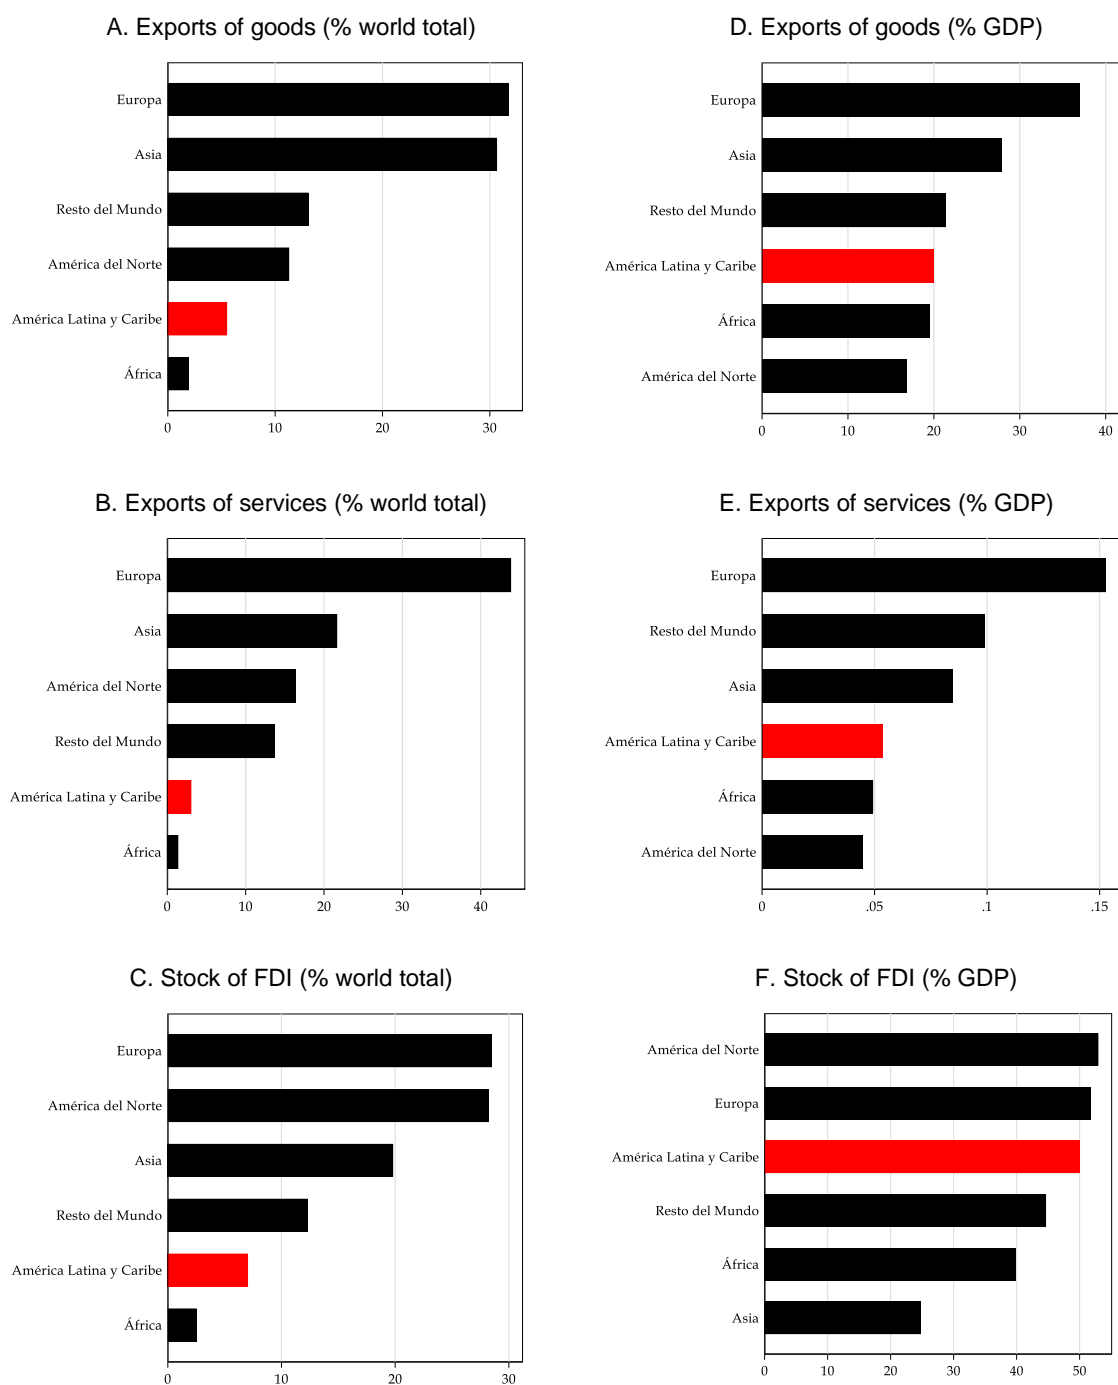 A. Exports of goods (% world total)
Europa
Asia
Resto del Mundo
América del Norte
América Latina y Caribe
África
0 10 20 30
D. Exports of goods (% GDP)
Europa
Asia
Resto del Mundo
América Latina y Caribe
África
América del Norte
0 10 20 30 40
B. Exports of services (% world total)
Europa
Asia
América del Norte
Resto del Mundo
América Latina y Caribe
África
0 10 20 30 40
E. Exports of services (% GDP)
Europa
Resto del Mundo
Asia
América Latina y Caribe
África
América del Norte
0 .05 .1 .15
C. Stock of FDI (% world total)
Europa
América del Norte
Asia
Resto del Mundo
América Latina y Caribe
África
0 10 20 30
F. Stock of FDI (% GDP)
América del Norte
Europa
América Latina y Caribe
Resto del Mundo
África
Asia
0 10 20 30 40 50